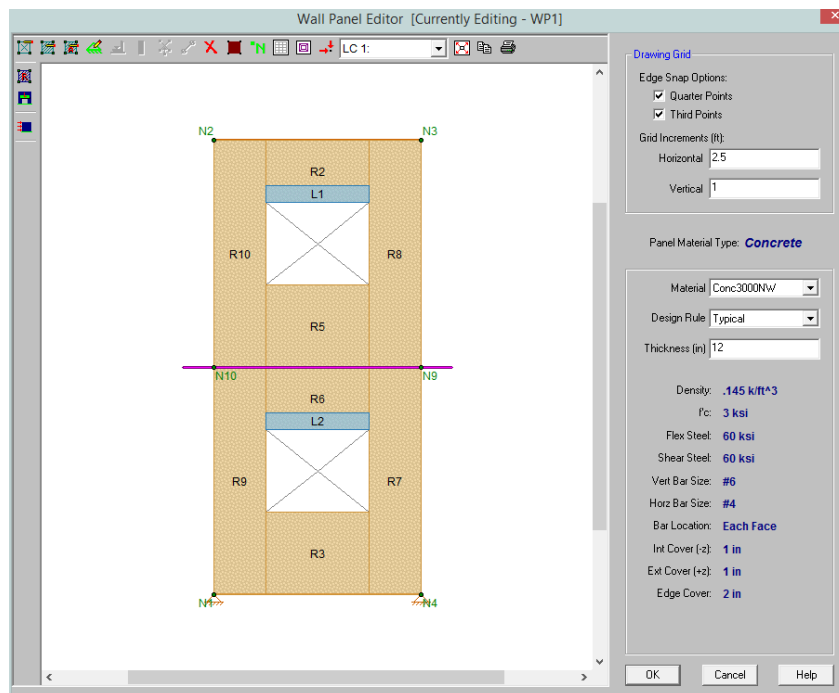 Wall Panel Editor [Currently Editing - WP1]
LC 1:
Drawing Grid
Edge Snap Options:
Quarter Points
Third Points
Grid Increments (ft):
Horizontal 2.5
Vertical 1
Panel Material Type: Concrete
Material Conc3000NW
Design Rule Typical
Thickness (in) 12
Density: .145 k/ft^3
f'c: 3 ksi
Flex Steel: 60 ksi
Shear Steel: 60 ksi
Vert Bar Size: #6
Horz Bar Size: #4
Bar Location: Each Face
Int Cover (-z): 1 in
Ext Cover (+z): 1 in
Edge Cover: 2 in
OK Cancel Help
N2 N3
R2
L1
R10 R8
R5
N10 N9
R6
L2
R9 R7
R3
N1 N4